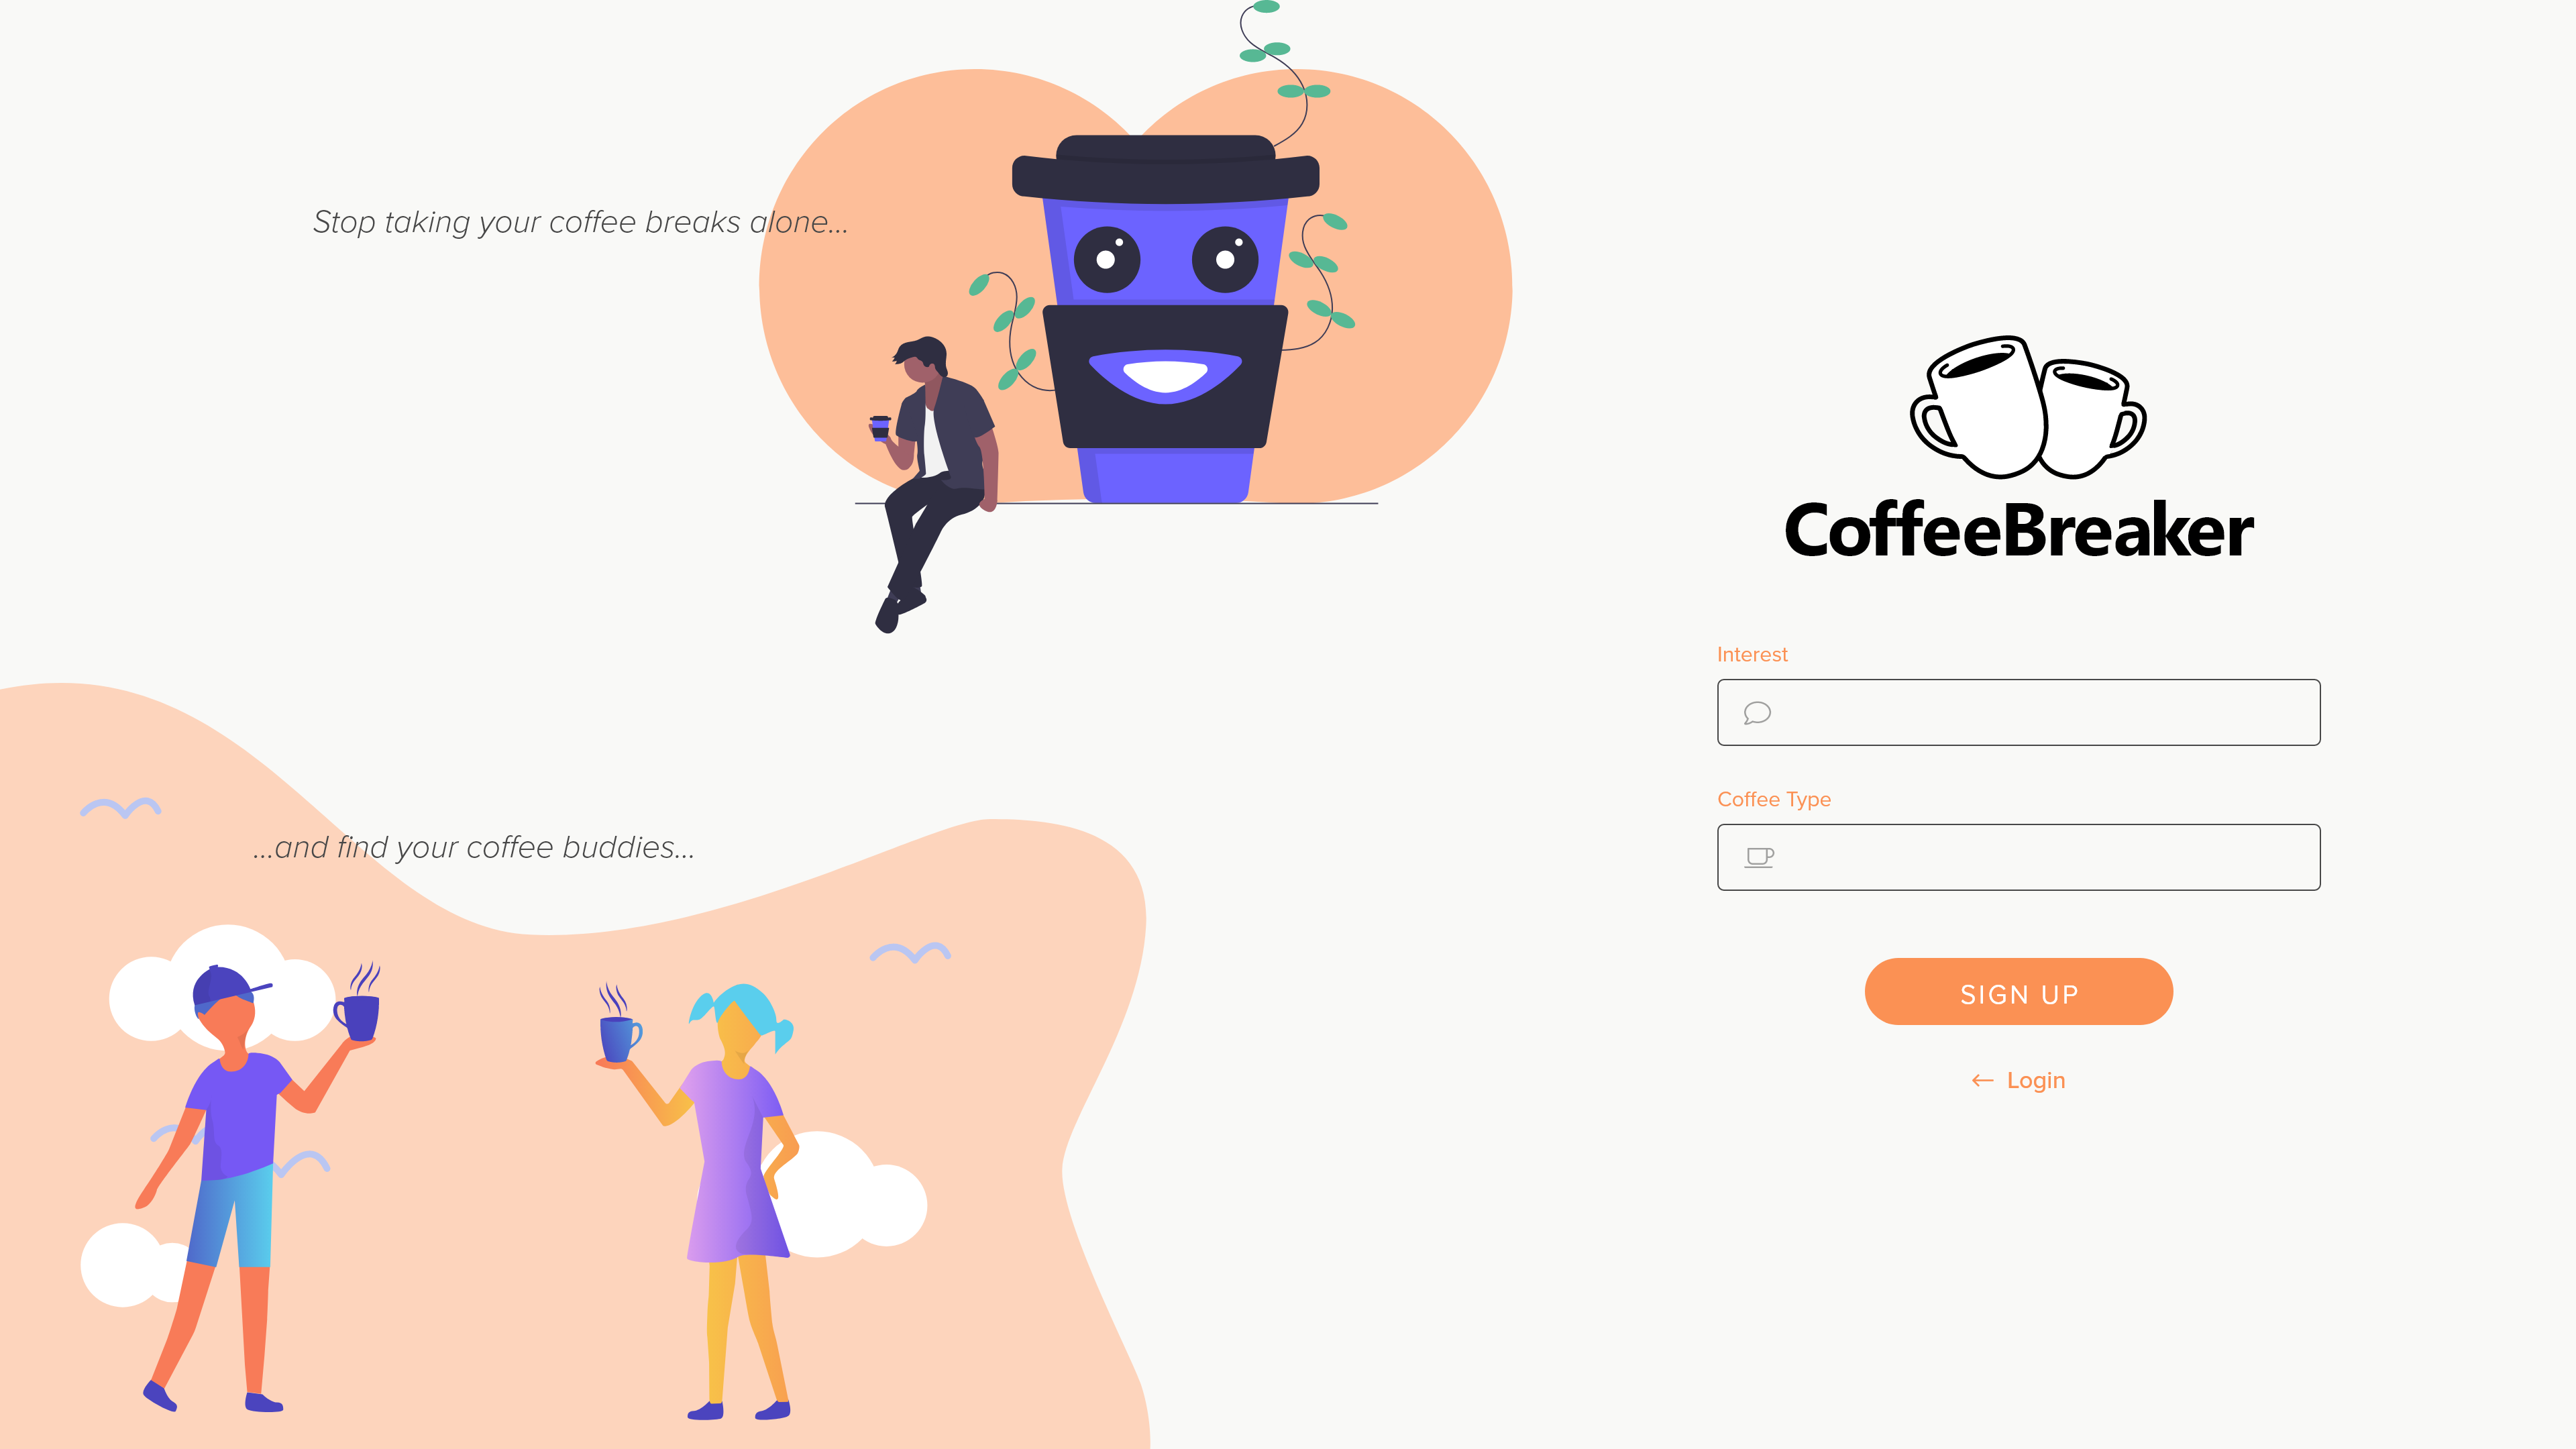 Stop taking your coffee breaks alone...
...and find your coffee buddies...
CoffeeBreaker
Interest
Coffee Type
SIGN UP
← Login